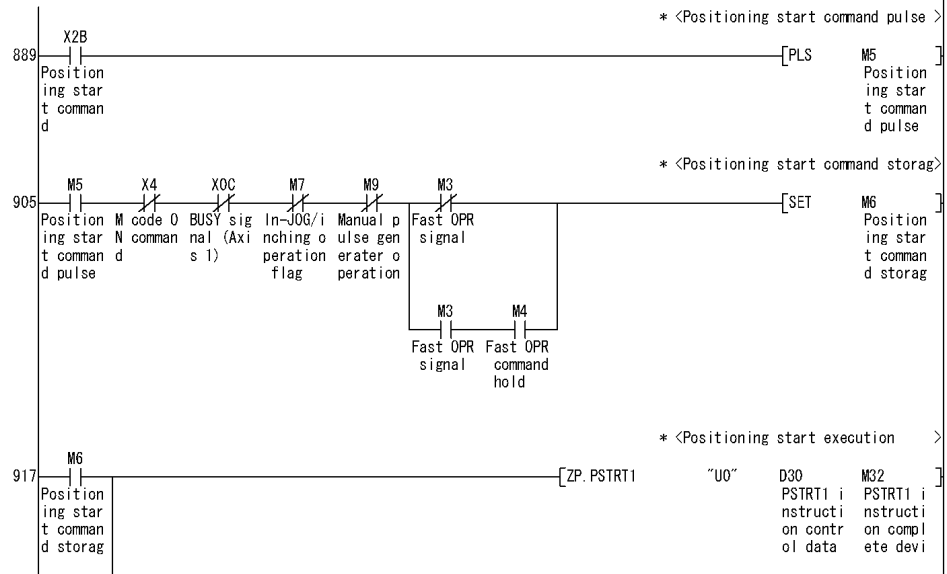 * <Positioning start command pulse >
X2B
889
[PLS M5 ]
Position
ing star
t comman
d
Position
ing star
t comman
d pulse
* <Positioning start command storag>
M5 X4 X0C M7 M9 M3
905
[SET M6 ]
Position M code O BUSY sig In-JOG/i Manual p Fast OPR Position
ing star N comman nal (Axi nching o ulse gen signal ing star
t comman d s 1) peration erater o t comman
d pulse flag peration d storag
M3 M4
Fast OPR Fast OPR
signal command
hold
* <Positioning start execution >
M6
917
[ZP.PSTRT1 "U0" D30 M32 ]
Position PSTRT1 i PSTRT1 i
ing star nstructi nstructi
t comman on contr on compl
d storag ol data ete devi